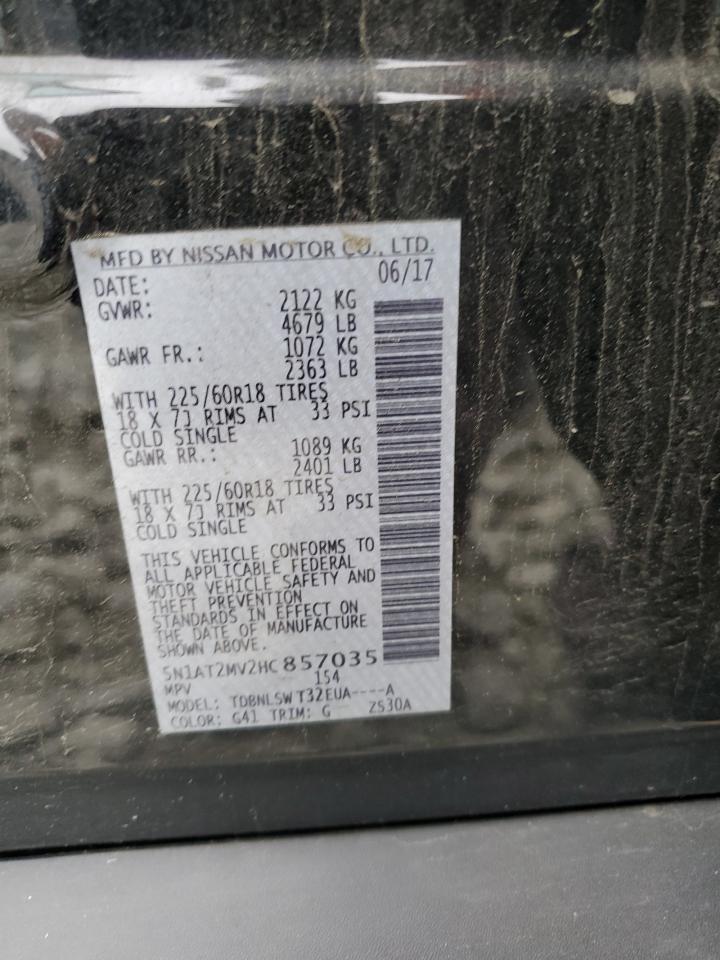 MFD BY NISSAN MOTOR CO., LTD.
DATE: 06/17
GVWR: 2122 KG
4679 LB
GAWR FR.: 1072 KG
2363 LB
WITH 225/60R18 TIRES
18 X 7J RIMS AT 33 PSI
COLD SINGLE
GAWR RR.: 1089 KG
2401 LB
WITH 225/60R18 TIRES
18 X 7J RIMS AT 33 PSI
COLD SINGLE
THIS VEHICLE CONFORMS TO
ALL APPLICABLE FEDERAL
MOTOR VEHICLE SAFETY AND
THEFT PREVENTION
STANDARDS IN EFFECT ON
THE DATE OF MANUFACTURE
SHOWN ABOVE.
5N1AT2MV2HC857035
MPV 154
MODEL: TDBNLSW T32EUA----A
COLOR: G41 TRIM: G ZS30A